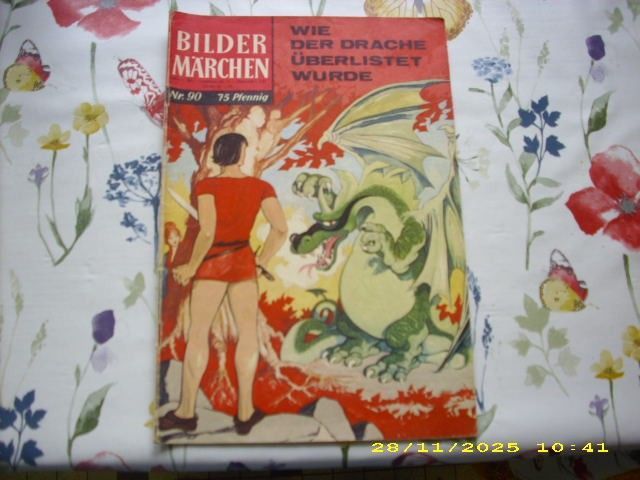 BILDER
MÄRCHEN
WIE
DER DRACHE
ÜBERLISTET
WURDE
Nr. 90 75 Pfennig
28/11/2025 10:41